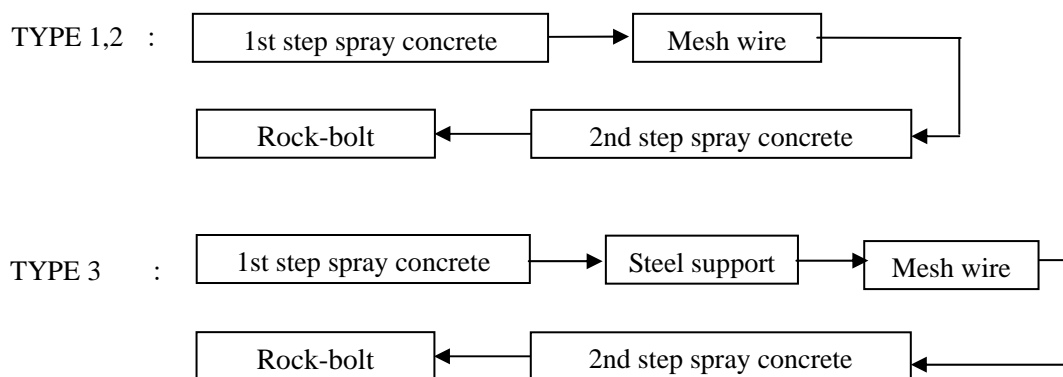 TYPE 1,2 : 1st step spray concrete Mesh wire
Rock-bolt 2nd step spray concrete
TYPE 3 : 1st step spray concrete Steel support Mesh wire
Rock-bolt 2nd step spray concrete